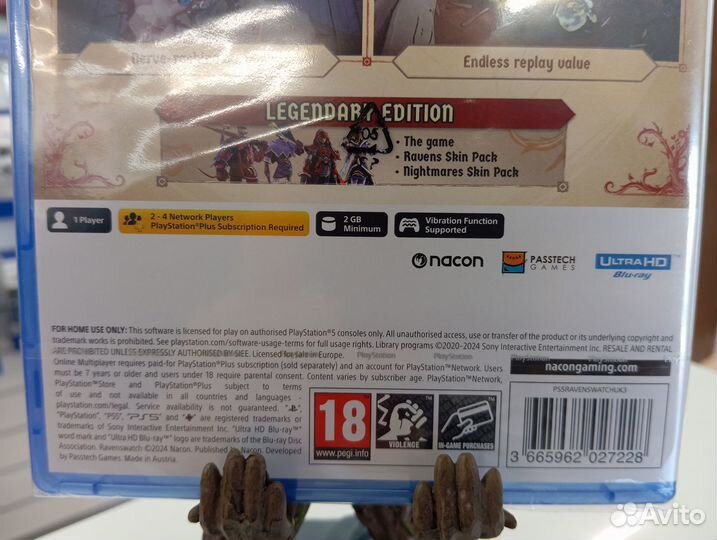 Endless replay value
LEGENDARY EDITION
05
• The game
• Ravens Skin Pack
• Nightmares Skin Pack
1 Player
2 - 4 Network Players
PlayStation®Plus Subscription Required
2 GB
Minimum
Vibration Function
Supported
nacon
PASSTECH
GAMES
ULTRA HD
Blu-ray
FOR HOME USE ONLY: This software is licensed for play on authorised PlayStation®5 consoles only. All unauthorised access, use or transfer of the product or its underlying copyright and
trademark works is prohibited. See playstation.com/software-usage-terms for full usage rights. Library programs ©2020-2024 Sony Interactive Entertainment Inc. RESALE AND RENTAL
ARE PROHIBITED UNLESS EXPRESSLY AUTHORISED BY SIEE. Licensed for sale in Europe.
Online Multiplayer requires paid-for PlayStation®Plus subscription (sold separately) and an account for PlayStation™Network. Users
must be 7 years or older and users under 18 require parental consent. Content varies by subscriber age. PlayStation™Network,
PlayStation™Store and PlayStation®Plus subject to terms
of use and not available in all countries and languages -
playstation.com/legal. Service availability is not guaranteed. " ",
"PlayStation", "PS5", "PS5" and " " are registered trademarks or
trademarks of Sony Interactive Entertainment Inc. "Ultra HD Blu-ray™"
word mark and "Ultra HD Blu-ray™" logo are trademarks of the Blu-ray Disc
Association. Ravenswatch ©2024 Nacon. Published by Nacon. Developed
by Passtech Games. Made in Austria.
PlayStation
PlayStation
PlayStation
18
www.pegi.info
VIOLENCE
IN-GAME PURCHASES
nacongaming.com
PS5RAVENSWATCHUK3
3 665962 027228
Avito